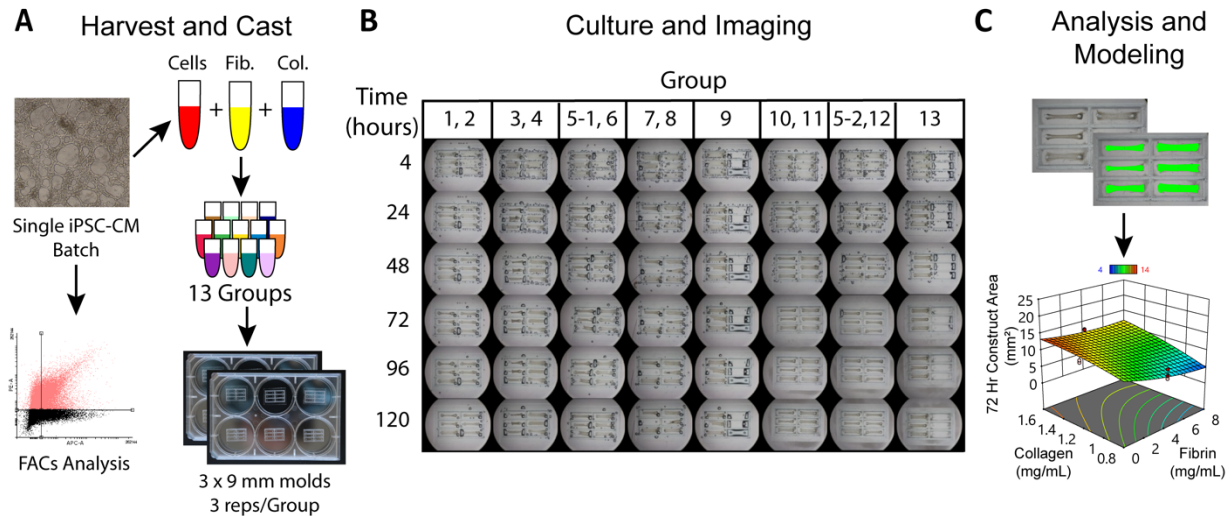 A
Harvest and Cast
Cells
Fib.
Col.
+
+
Single iPSC-CM
Batch
13 Groups
PE-A
APC-A
FACs Analysis
3 x 9 mm molds
3 reps/Group
B
Culture and Imaging
Group
Time
(hours)
1, 2
3, 4
5-1, 6
7, 8
9
10, 11
5-2,12
13
4
24
48
72
96
120
C
Analysis and
Modeling
4
14
72 Hr Construct Area
(mm²)
25
20
15
10
5
0
1.6
1.4
1.2
1
0.8
0
2
4
6
8
Collagen
(mg/mL)
Fibrin
(mg/mL)